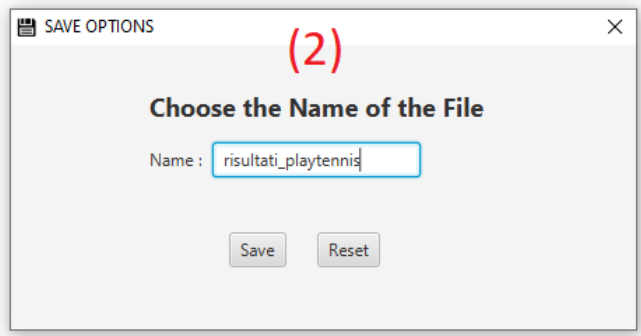 SAVE OPTIONS
(2)
Choose the Name of the File
Name : risultati_playtennis
Save Reset